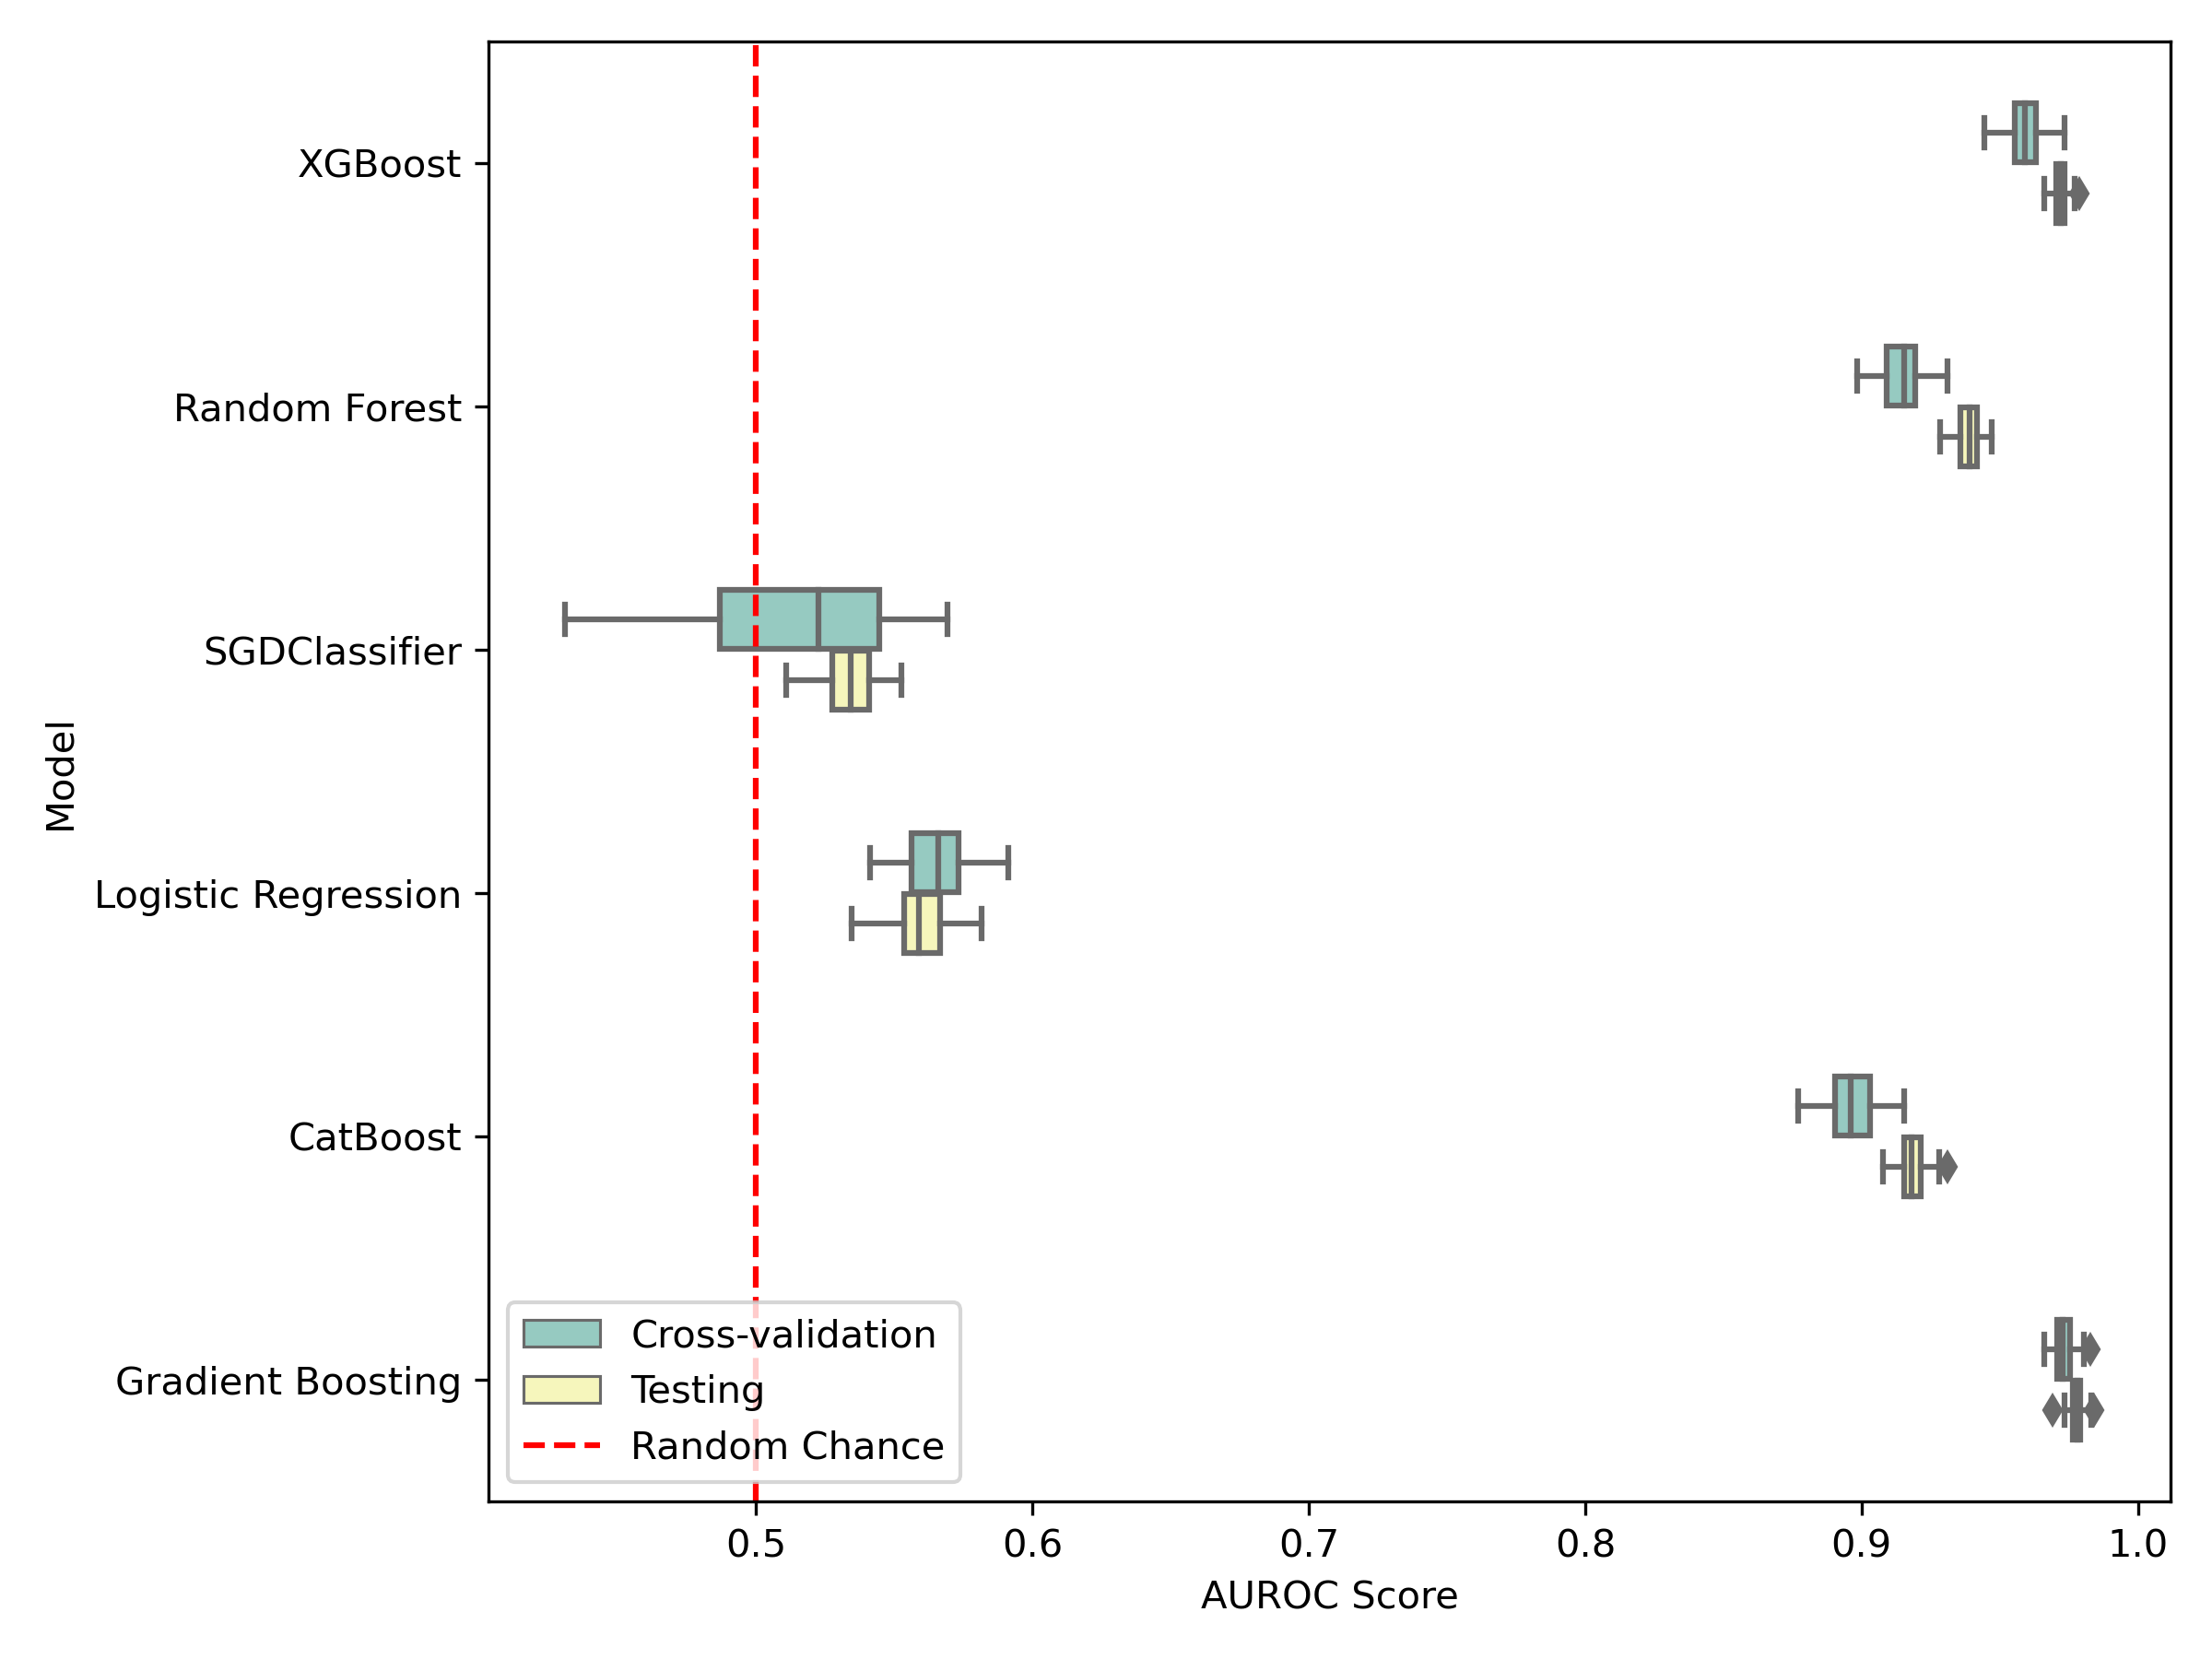 XGBoost
Random Forest
SGDClassifier
Logistic Regression
CatBoost
Gradient Boosting
Model
Cross-validation
Testing
Random Chance
0.5 0.6 0.7 0.8 0.9 1.0
AUROC Score